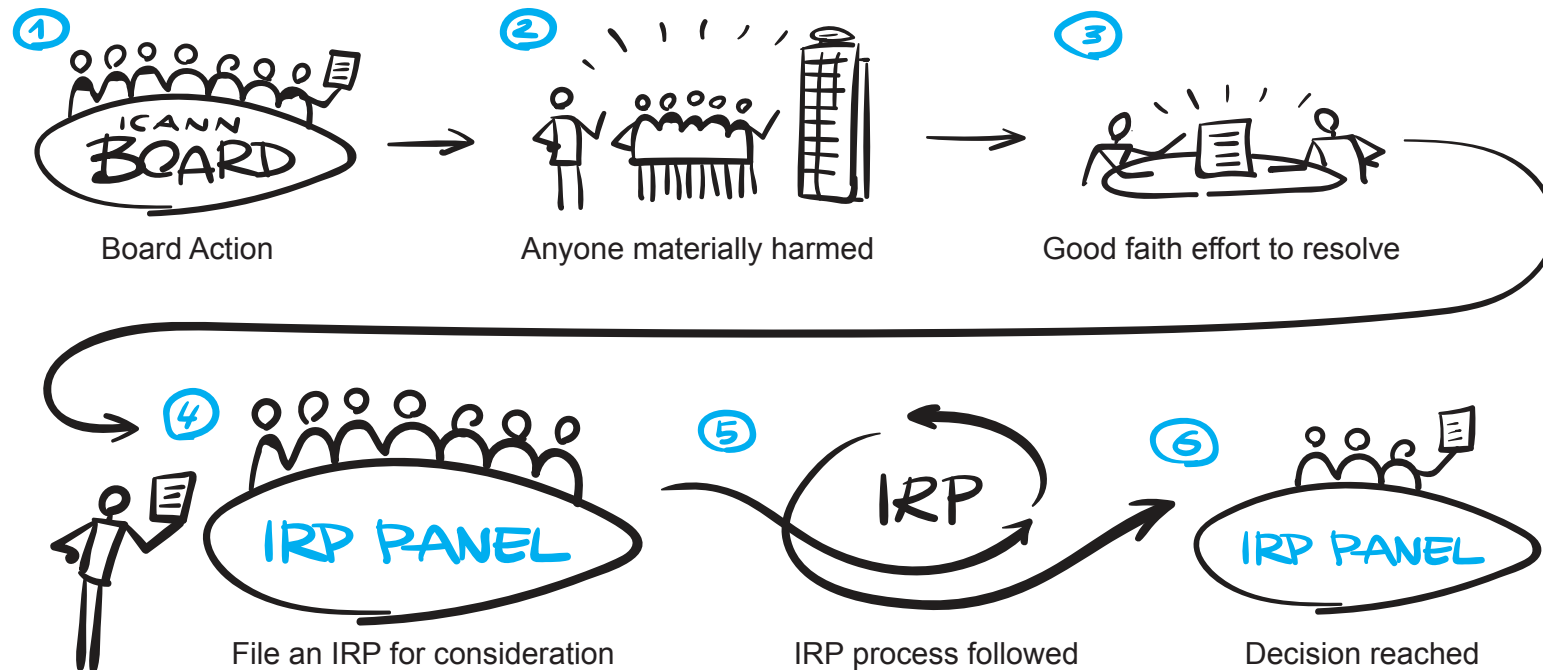 1
2
3
ICANN
BOARD
Board Action
Anyone materially harmed
Good faith effort to resolve
4
5
6
IRP PANEL
IRP
IRP PANEL
File an IRP for consideration
IRP process followed
Decision reached